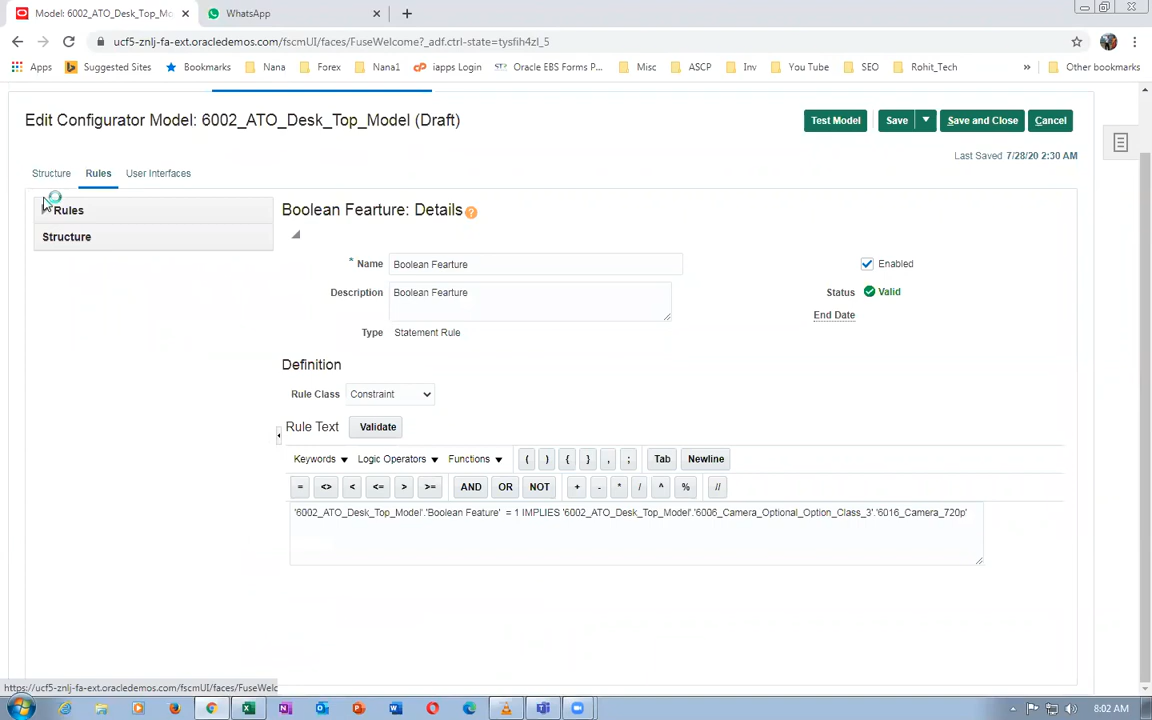 Model: 6002_ATO_Desk_Top_Mo
WhatsApp
ucf5-znlj-fa-ext.oracledemos.com/fscmUI/faces/FuseWelcome?_adf.ctrl-state=tysfih4zl_5
Apps Suggested Sites Bookmarks Nana Forex Nana1 iapps Login Oracle EBS Forms P... Misc ASCP Inv You Tube SEO Rohit_Tech » Other bookmarks
Edit Configurator Model: 6002_ATO_Desk_Top_Model (Draft)
Test Model Save Save and Close Cancel
Last Saved 7/28/20 2:30 AM
Structure Rules User Interfaces
Rules
Structure
Boolean Fearture: Details
* Name Boolean Fearture
Enabled
Description Boolean Fearture
Status Valid
End Date
Type Statement Rule
Definition
Rule Class Constraint
Rule Text Validate
Keywords Logic Operators Functions ( ) { } , ; Tab Newline
= <> < <= > >= AND OR NOT + - * / ^ % //
'6002_ATO_Desk_Top_Model'.'Boolean Feature' = 1 IMPLIES '6002_ATO_Desk_Top_Model'.'6006_Camera_Optional_Option_Class_3'.'6016_Camera_720p'
https://ucf5-znlj-fa-ext.oracledemos.com/fscmUI/faces/FuseWelc
8:02 AM